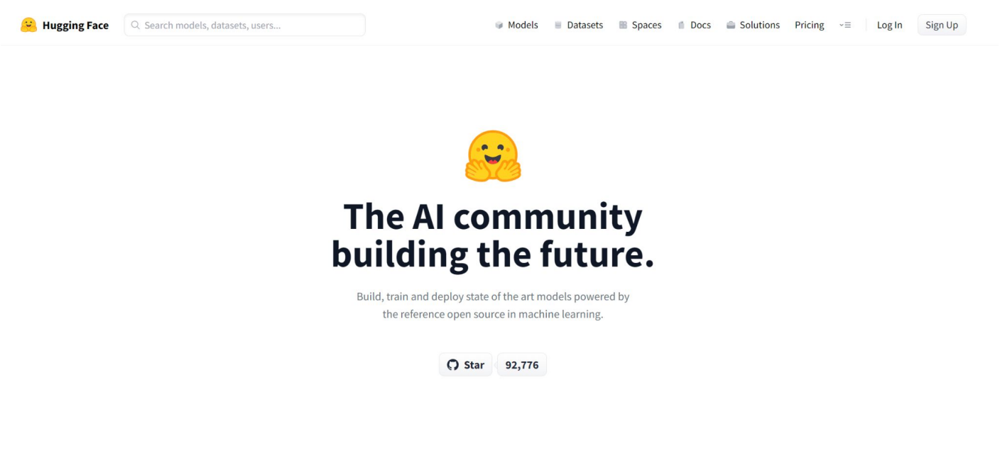 Hugging Face
Search models, datasets, users...
Models
Datasets
Spaces
Docs
Solutions
Pricing
Log In
Sign Up
The AI community
building the future.
Build, train and deploy state of the art models powered by
the reference open source in machine learning.
Star
92,776